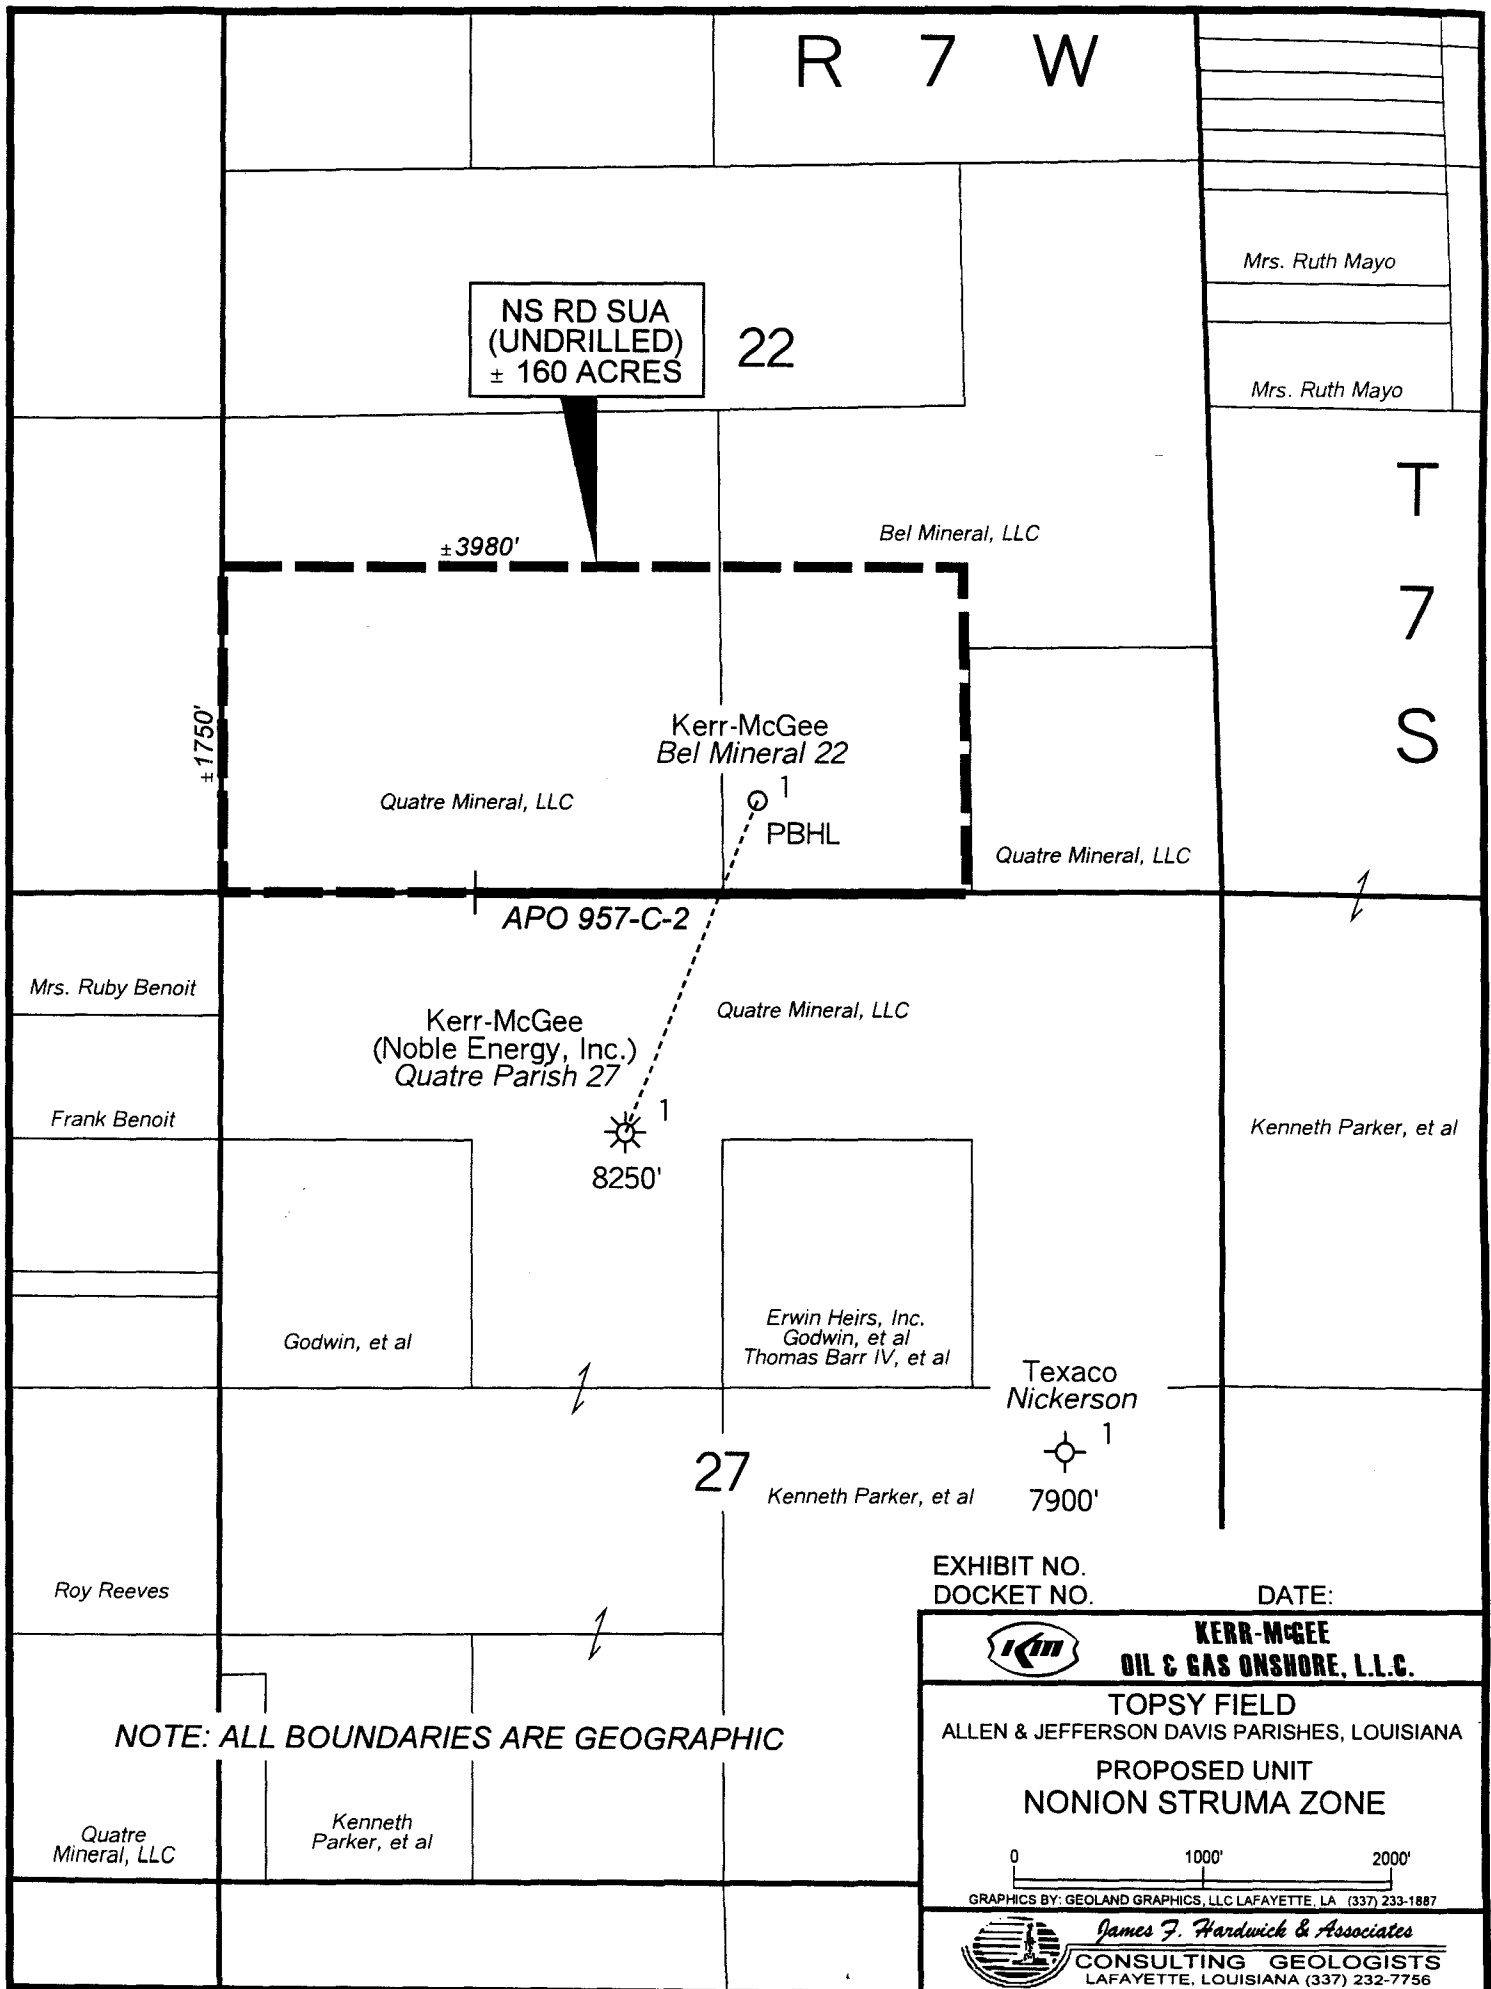 R 7 W
Mrs. Ruth Mayo
NS RD SUA
(UNDRILLED)
± 160 ACRES
22
Mrs. Ruth Mayo
T
7
S
Bel Mineral, LLC
±3980'
±1750'
Kerr-McGee
Bel Mineral 22
1
PBHL
Quatre Mineral, LLC
Quatre Mineral, LLC
APO 957-C-2
Mrs. Ruby Benoit
Quatre Mineral, LLC
Kerr-McGee
(Noble Energy, Inc.)
Quatre Parish 27
1
8250'
Frank Benoit
Kenneth Parker, et al
Godwin, et al
Erwin Heirs, Inc.
Godwin, et al
Thomas Barr IV, et al
Texaco
Nickerson
1
7900'
27
Kenneth Parker, et al
Roy Reeves
EXHIBIT NO.
DOCKET NO. DATE:
KM
KERR-McGEE
OIL & GAS ONSHORE, L.L.C.
TOPSY FIELD
ALLEN & JEFFERSON DAVIS PARISHES, LOUISIANA
PROPOSED UNIT
NONION STRUMA ZONE
NOTE: ALL BOUNDARIES ARE GEOGRAPHIC
Quatre
Mineral, LLC
Kenneth
Parker, et al
0 1000' 2000'
GRAPHICS BY: GEOLAND GRAPHICS, LLC LAFAYETTE, LA (337) 233-1887
James F. Hardwick & Associates
CONSULTING GEOLOGISTS
LAFAYETTE, LOUISIANA (337) 232-7756